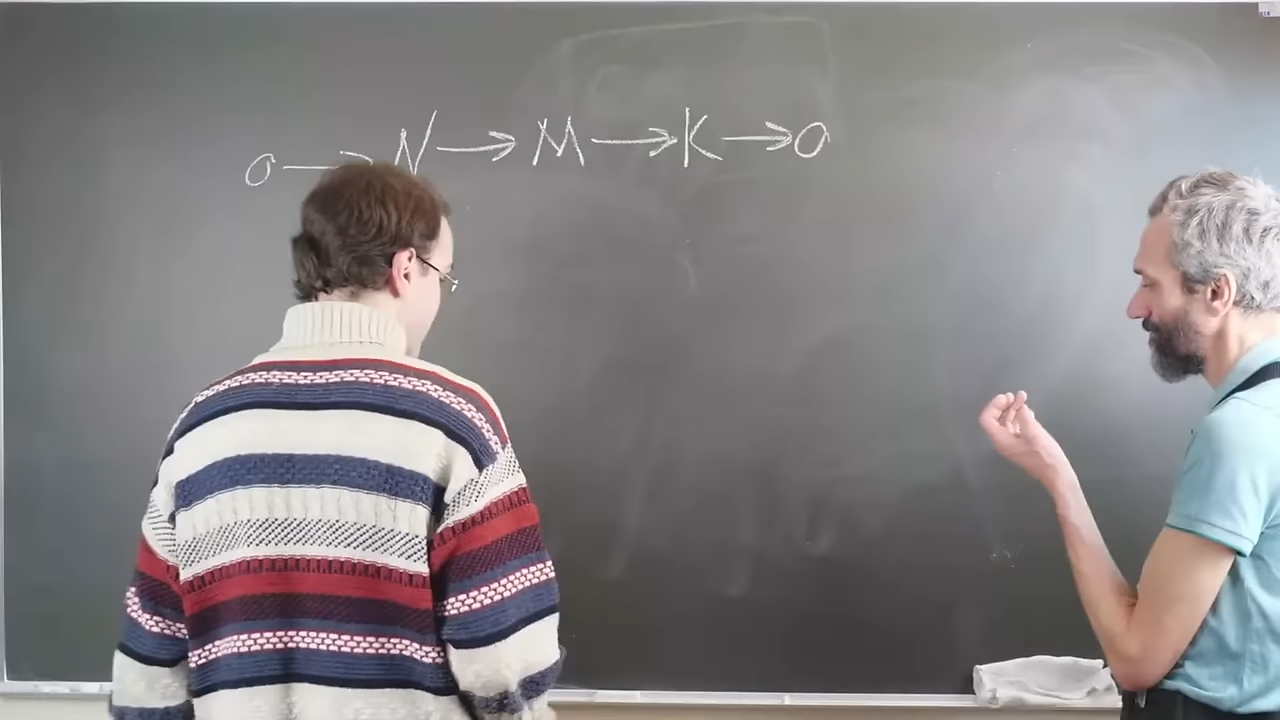 0 → N → M → K → 0